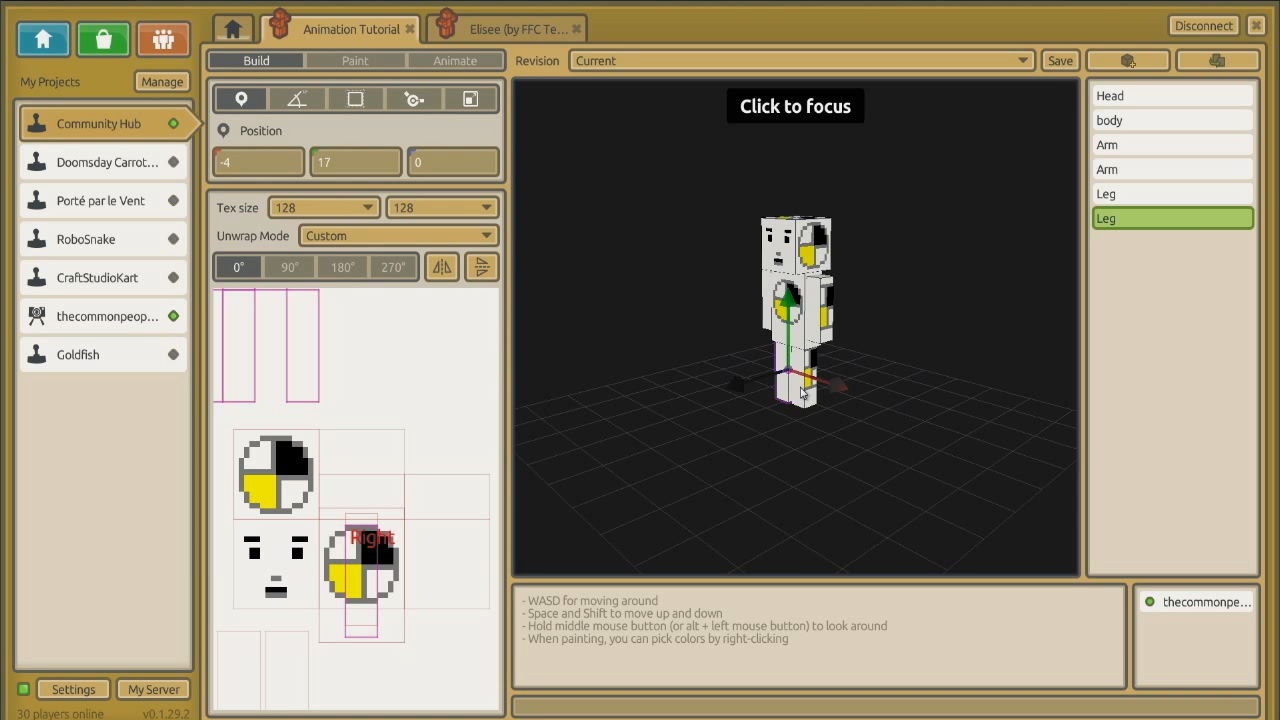 Animation Tutorial
Elisee (by FFC Te...
Disconnect
My Projects
Manage
Build
Paint
Animate
Revision
Current
Save
Community Hub
Doomsday Carrot...
Porté par le Vent
RoboSnake
CraftStudioKart
thecommonpeop...
Goldfish
Position
-4
17
0
Tex size
128
128
Unwrap Mode
Custom
0°
90°
180°
270°
Right
Click to focus
Head
body
Arm
Arm
Leg
Leg
- WASD for moving around
- Space and Shift to move up and down
- Hold middle mouse button (or alt + left mouse button) to look around
- When painting, you can pick colors by right-clicking
thecommonpe...
Settings
My Server
30 players online
v0.1.29.2